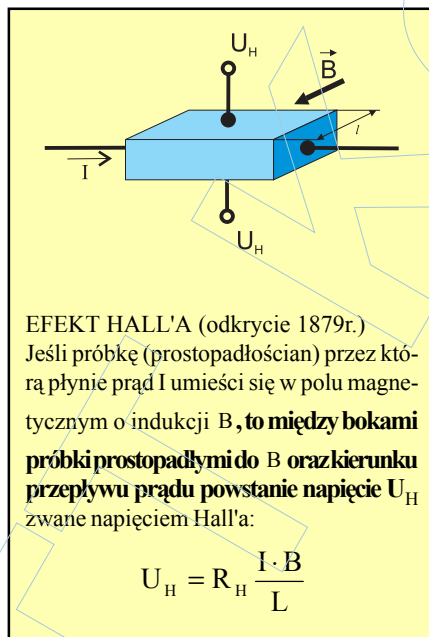 U_H
B
l
I
U_H
EFEKT HALL'A (odkrycie 1879r.)
Jeśli próbkę (prostopadłościan) przez któ-
rą płynie prąd I umieści się w polu magne-
tycznym o indukcji B, to między bokami
próbki prostopadłymi do B oraz kierunku
przepływu prądu powstanie napięcie U_H
zwane napięciem Hall'a:
U_H = R_H I·B / L